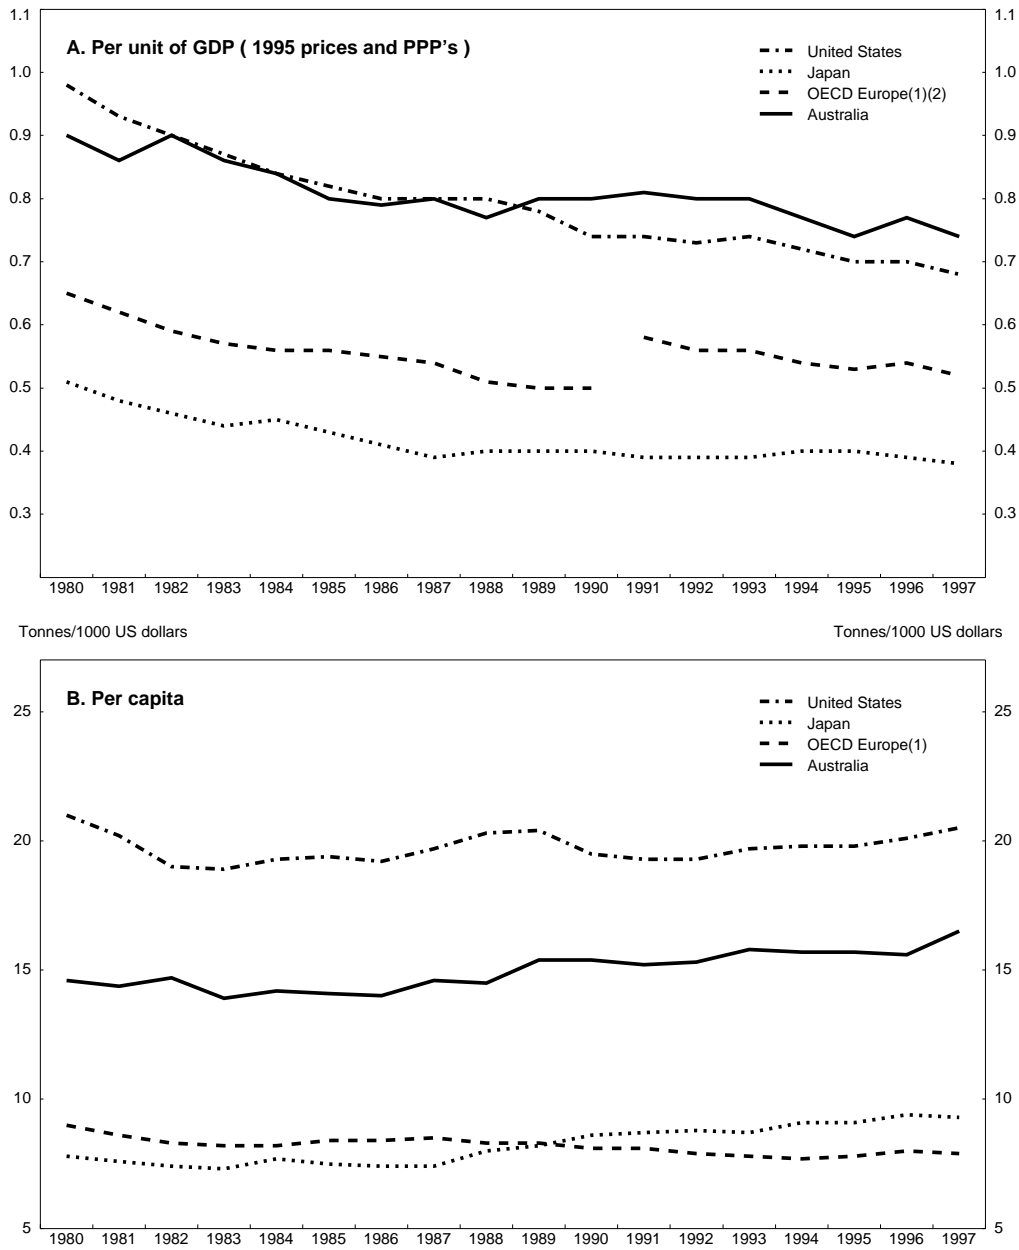 1.1 1.1
A. Per unit of GDP ( 1995 prices and PPP's )
United States
1.0 Japan 1.0
OECD Europe(1)(2)
Australia
0.9 0.9
0.8 0.8
0.7 0.7
0.6 0.6
0.5 0.5
0.4 0.4
0.3 0.3
1980 1981 1982 1983 1984 1985 1986 1987 1988 1989 1990 1991 1992 1993 1994 1995 1996 1997
Tonnes/1000 US dollars Tonnes/1000 US dollars
B. Per capita
United States
25 25
Japan
OECD Europe(1)
Australia
20 20
15 15
10 10
5 5
1980 1981 1982 1983 1984 1985 1986 1987 1988 1989 1990 1991 1992 1993 1994 1995 1996 1997